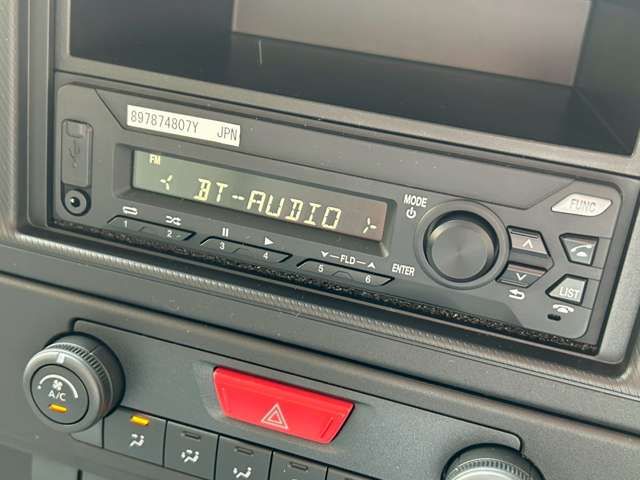 897874807Y JPN
FM
BT-AUDIO
MODE
FUNC
1 2 3 4 5 6
FLD
ENTER
LIST
A/C